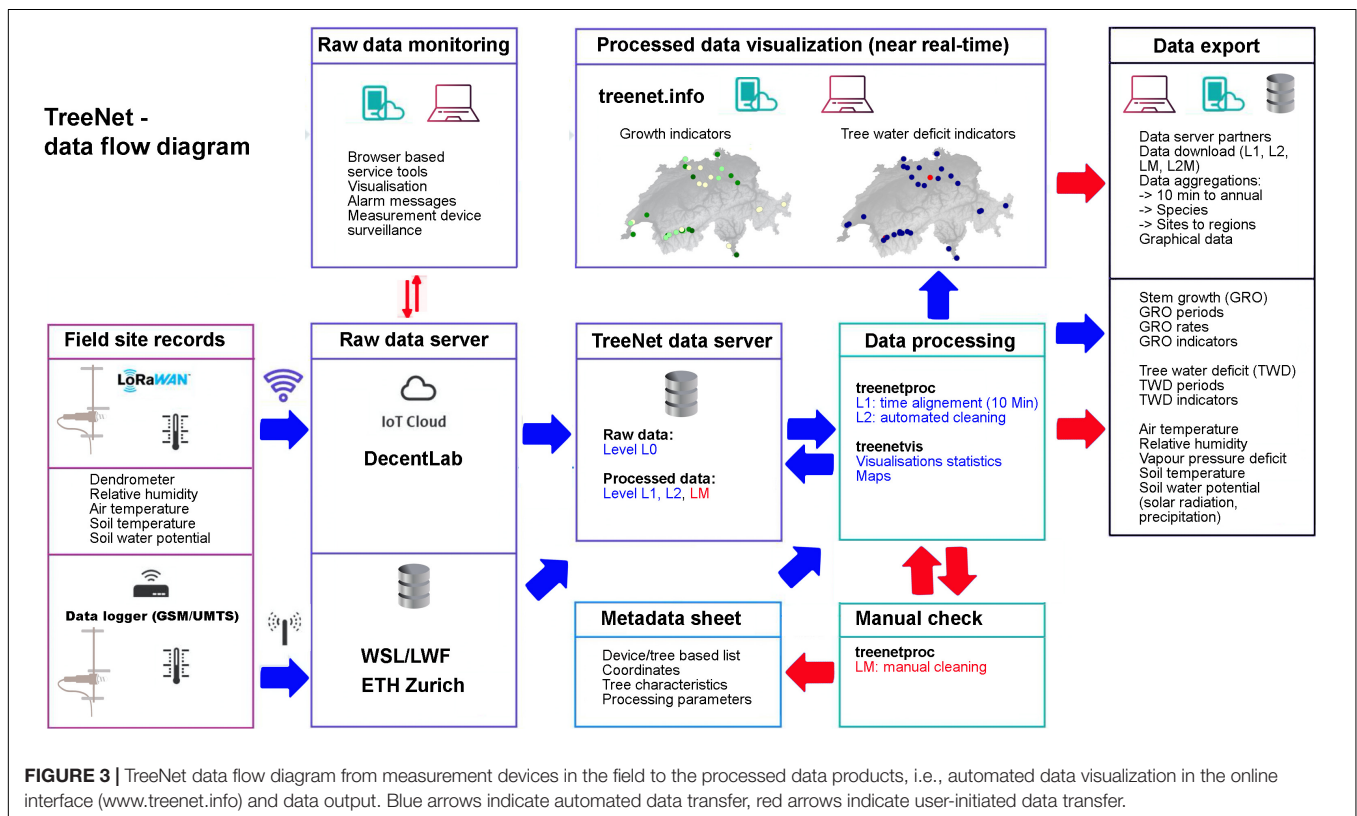 TreeNet -
data flow diagram
Raw data monitoring
Browser based
service tools
Visualisation
Alarm messages
Measurement device
surveillance
Processed data visualization (near real-time)
treenet.info
Growth indicators
Tree water deficit indicators
Data export
Data server partners
Data download (L1, L2,
LM, L2M)
Data aggregations:
-> 10 min to annual
-> Species
-> Sites to regions
Graphical data
Stem growth (GRO)
GRO periods
GRO rates
GRO indicators
Tree water deficit (TWD)
TWD periods
TWD indicators
Air temperature
Relative humidity
Vapour pressure deficit
Soil temperature
Soil water potential
(solar radiation,
precipitation)
Field site records
LoRaWAN™
Dendrometer
Relative humidity
Air temperature
Soil temperature
Soil water potential
Data logger (GSM/UMTS)
Raw data server
IoT Cloud
DecentLab
WSL/LWF
ETH Zurich
TreeNet data server
Raw data:
Level L0
Processed data:
Level L1, L2, LM
Data processing
treenetproc
L1: time alignement (10 Min)
L2: automated cleaning
treenetvis
Visualisations statistics
Maps
Metadata sheet
Device/tree based list
Coordinates
Tree characteristics
Processing parameters
Manual check
treenetproc
LM: manual cleaning
FIGURE 3 | TreeNet data flow diagram from measurement devices in the field to the processed data products, i.e., automated data visualization in the online
interface (www.treenet.info) and data output. Blue arrows indicate automated data transfer, red arrows indicate user-initiated data transfer.